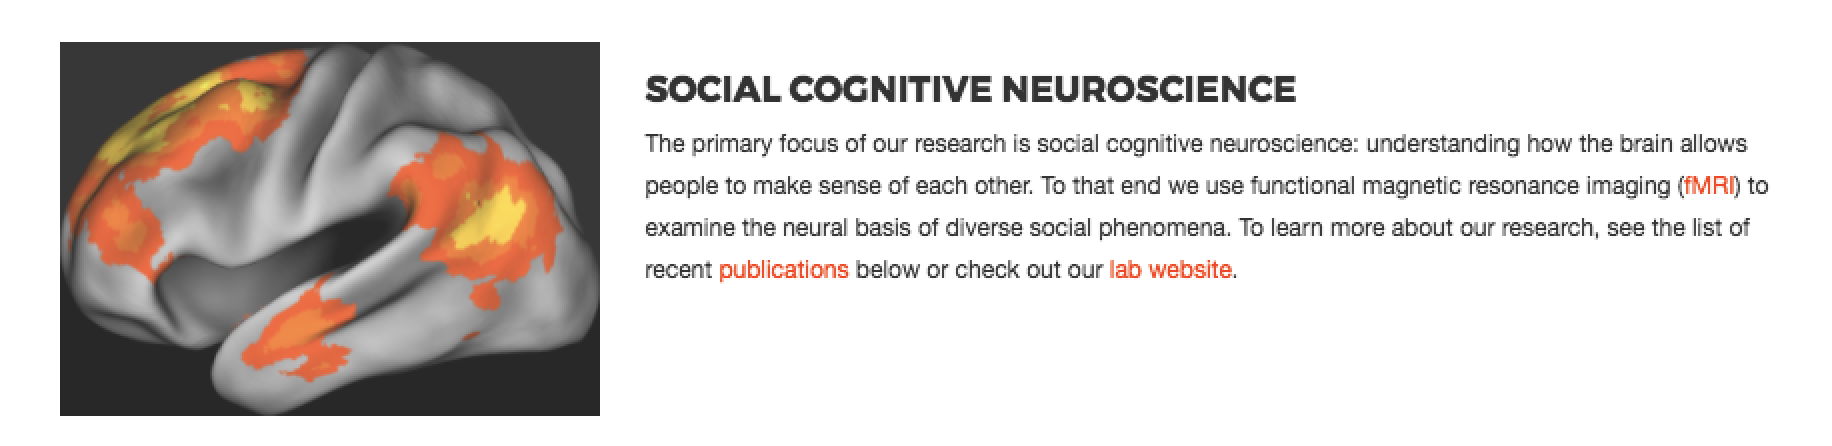 SOCIAL COGNITIVE NEUROSCIENCE
The primary focus of our research is social cognitive neuroscience: understanding how the brain allows
people to make sense of each other. To that end we use functional magnetic resonance imaging (fMRI) to
examine the neural basis of diverse social phenomena. To learn more about our research, see the list of
recent publications below or check out our lab website.